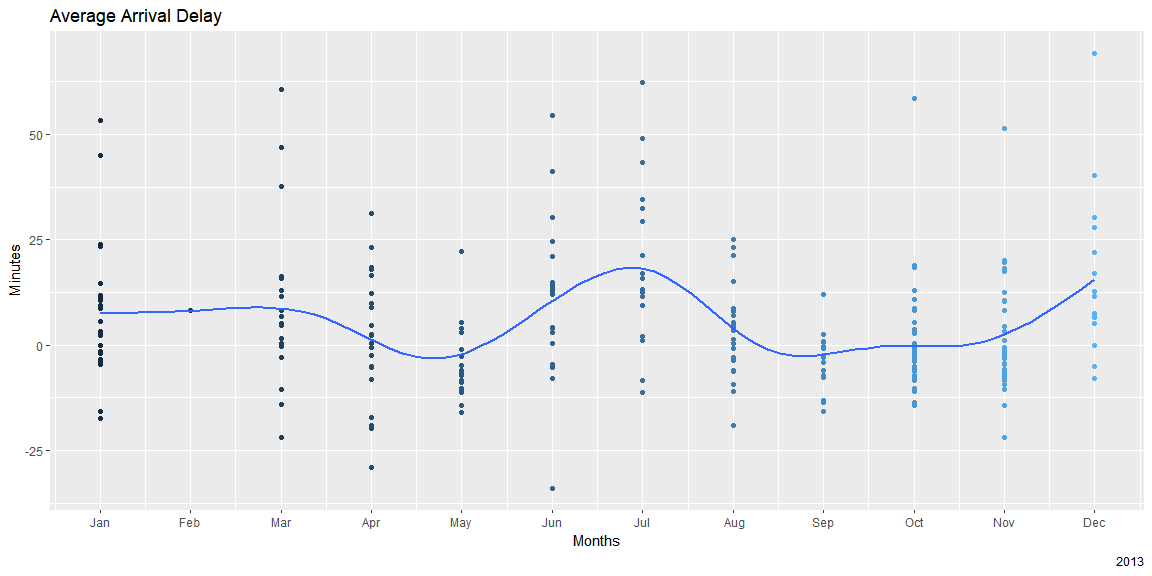 Average Arrival Delay
Minutes
50
25
0
-25
Jan Feb Mar Apr May Jun Jul Aug Sep Oct Nov Dec
Months
2013